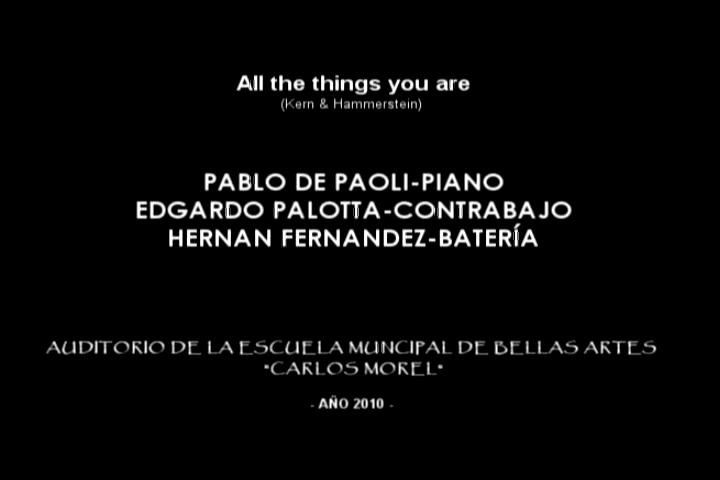 All the things you are
(Kern & Hammerstein)
PABLO DE PAOLI-PIANO
EDGARDO PALOTTA-CONTRABAJO
HERNAN FERNANDEZ-BATERÍA
AUDITORIO DE LA ESCUELA MUNCIPAL DE BELLAS ARTES
"CARLOS MOREL"
- AÑO 2010 -